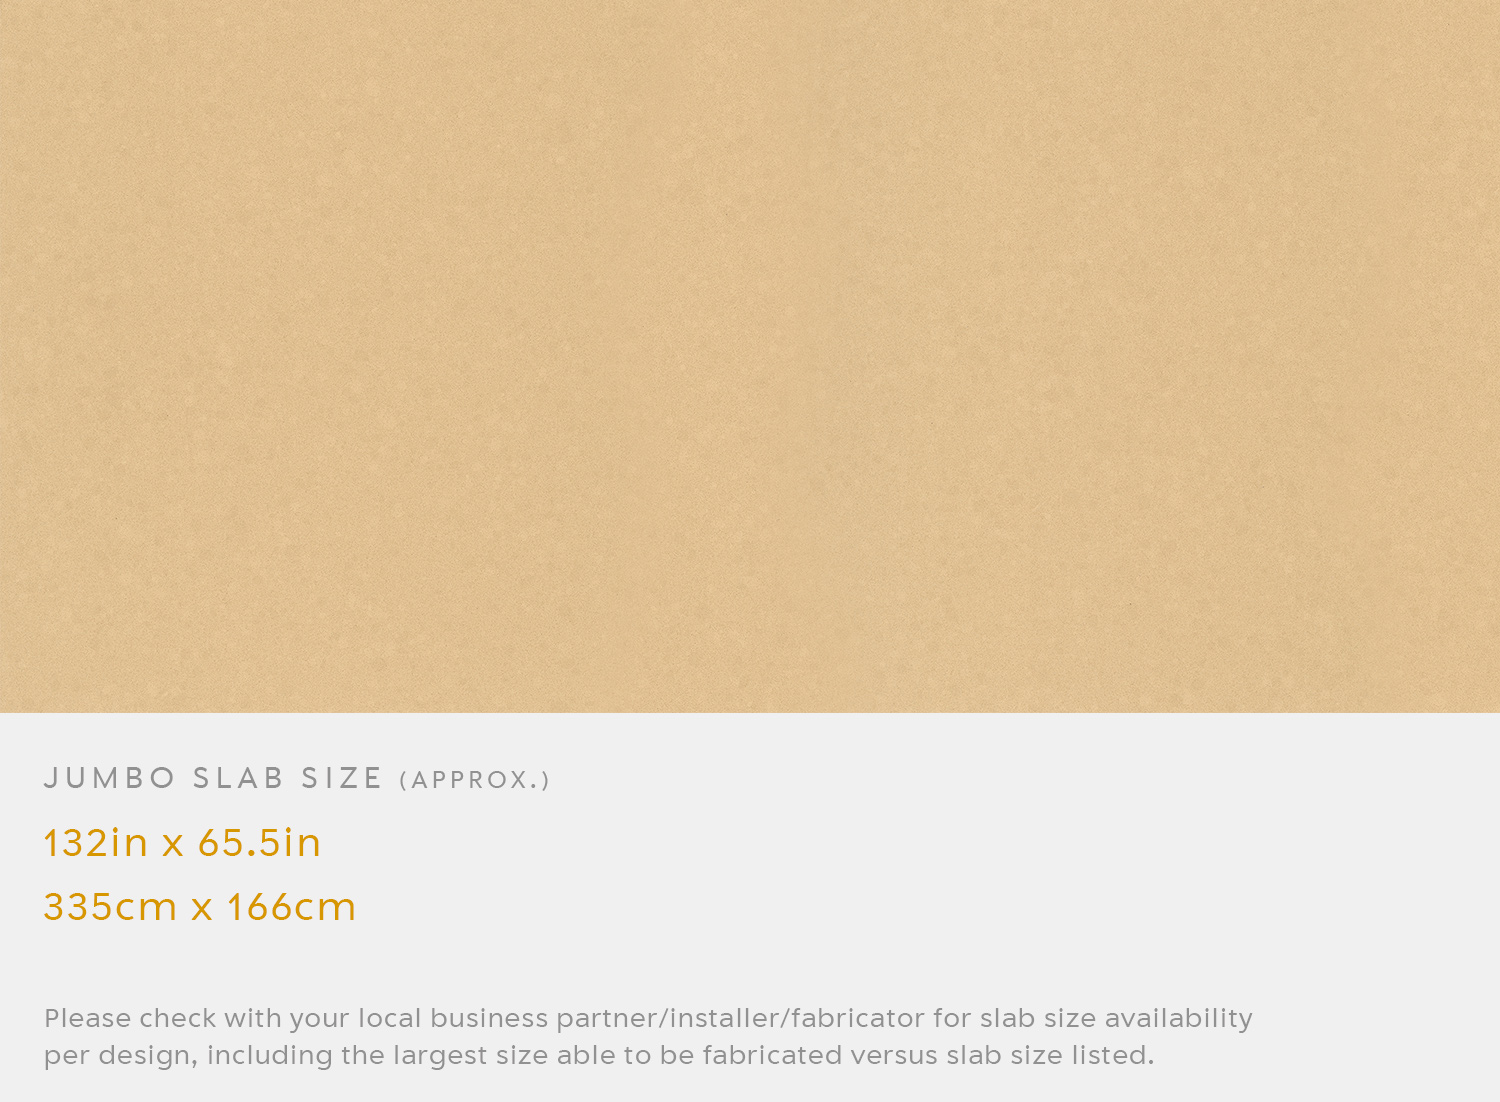 JUMBO SLAB SIZE (APPROX.)
132in x 65.5in
335cm x 166cm
Please check with your local business partner/installer/fabricator for slab size availability
per design, including the largest size able to be fabricated versus slab size listed.